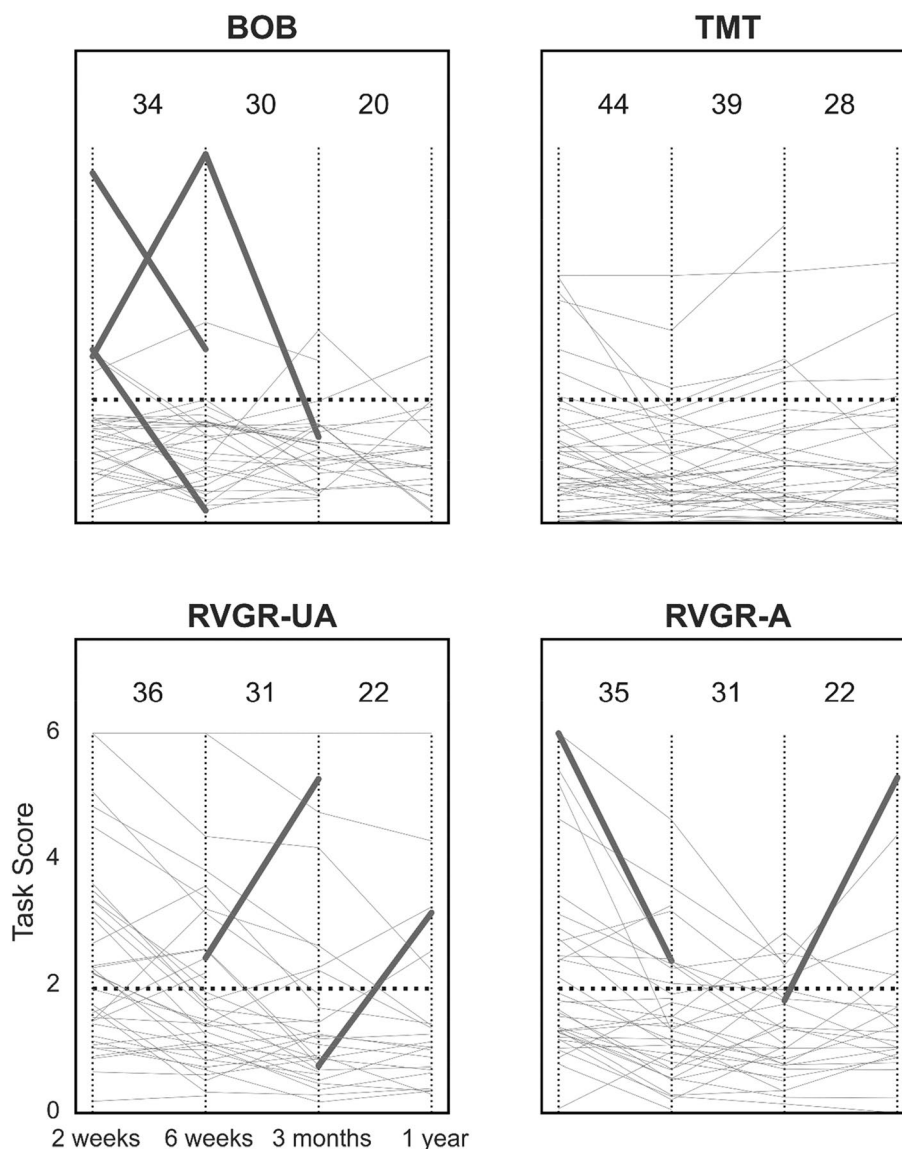 BOB
TMT
34 30 20
44 39 28
RVGR-UA
RVGR-A
36 31 22
35 31 22
6
4
2
0
Task Score
2 weeks 6 weeks 3 months 1 year